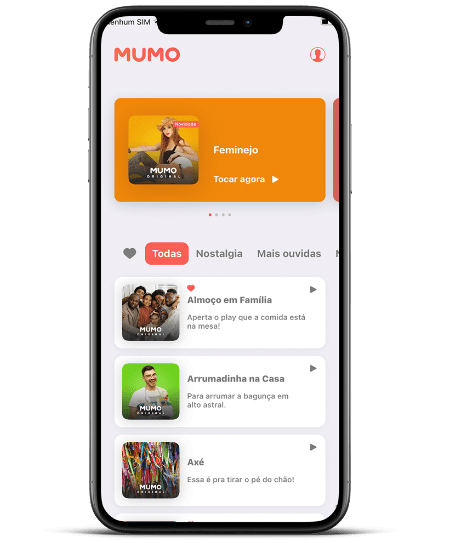 enhum SIM
MUMO
Novidade
MUMO
ORIGINAL
Feminejo
Tocar agora
Todas
Nostalgia
Mais ouvidas
MUMO
ORIGINAL
Almoço em Família
Aperta o play que a comida está
na mesa!
MUMO
ORIGINAL
Arrumadinha na Casa
Para arrumar a bagunça em
alto astral.
MUMO
ORIGINAL
Axé
Essa é pra tirar o pé do chão!